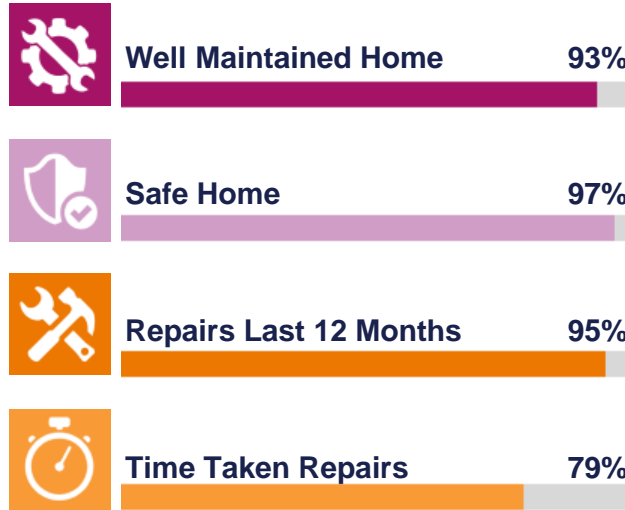 Well Maintained Home 93%
Safe Home 97%
Repairs Last 12 Months 95%
Time Taken Repairs 79%